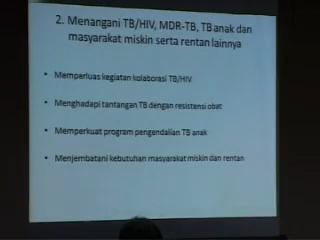 2. Menangani TB/HIV, MDR-TB, TB anak dan
masyarakat miskin serta rentan lainnya
• Memperluas kegiatan kolaborasi TB/HIV
• Menghadapi tantangan TB dengan resistensi obat
• Memperkuat program pengendalian TB anak
• Menjembatani kebutuhan masyarakat miskin dan rentan